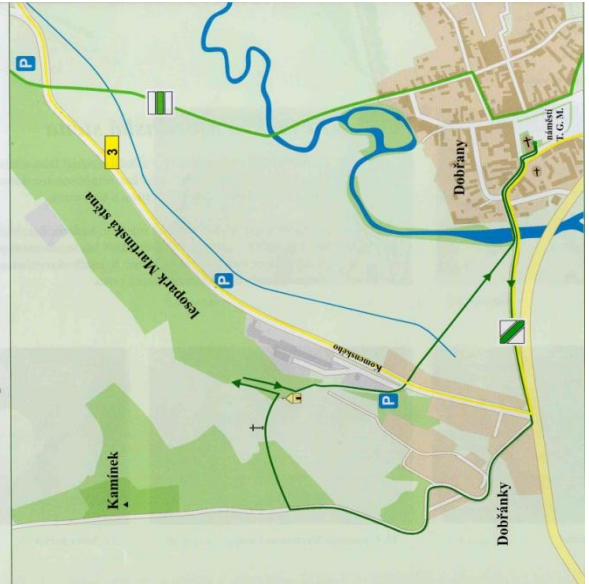 P
3
lesopark Martinská stěna
P
Kamínek
Komenského
P
Dobřany
náměstí
T. G. M.
Dobřánky